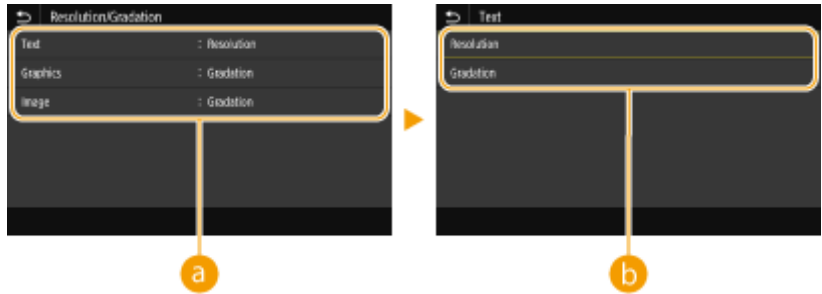 Resolution/Gradation
Text : Resolution
Graphics : Gradation
Image : Gradation
a
Text
Resolution
Gradation
b